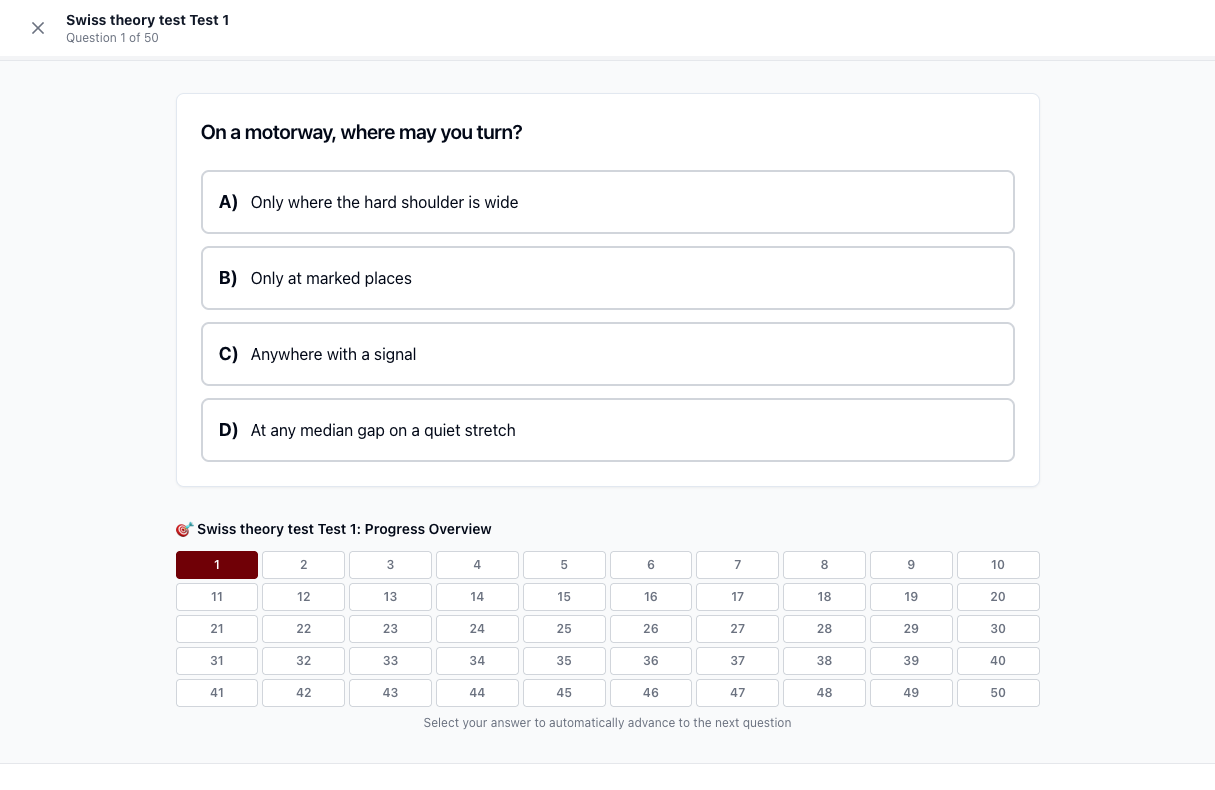 Swiss theory test Test 1
Question 1 of 50
On a motorway, where may you turn?
A) Only where the hard shoulder is wide
B) Only at marked places
C) Anywhere with a signal
D) At any median gap on a quiet stretch
🎯 Swiss theory test Test 1: Progress Overview
1 2 3 4 5 6 7 8 9 10
11 12 13 14 15 16 17 18 19 20
21 22 23 24 25 26 27 28 29 30
31 32 33 34 35 36 37 38 39 40
41 42 43 44 45 46 47 48 49 50
Select your answer to automatically advance to the next question